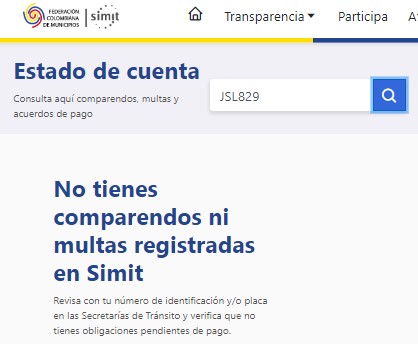 FEDERACIÓN
COLOMBIANA
DE MUNICIPIOS
simit
Transparencia
Participa
Estado de cuenta
Consulta aquí comparendos, multas y
acuerdos de pago
JSL829
No tienes
comparendos ni
multas registradas
en Simit
Revisa con tu número de identificación y/o placa
en las Secretarías de Tránsito y verifica que no
tienes obligaciones pendientes de pago.